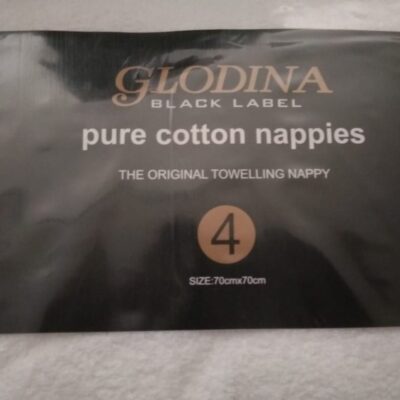 GLODINA
BLACK LABEL
pure cotton nappies
THE ORIGINAL TOWELLING NAPPY
4
SIZE:70cmx70cm